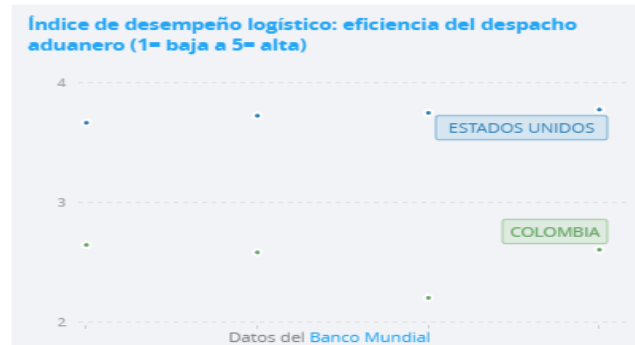 Índice de desempeño logístico: eficiencia del despacho
aduanero (1= baja a 5= alta)
4
ESTADOS UNIDOS
3
COLOMBIA
2
Datos del Banco Mundial